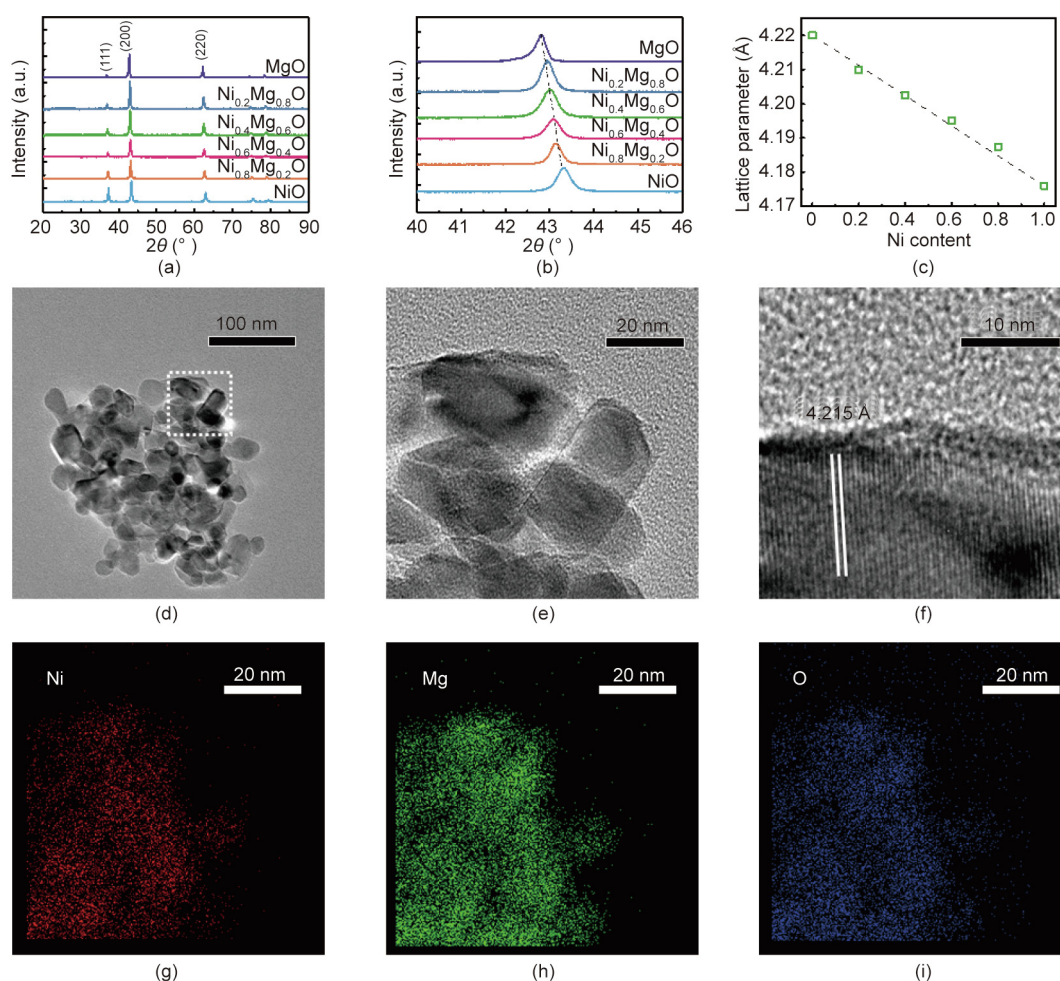 (111)
(200)
(220)
MgO
Ni0.2Mg0.8O
Ni0.4Mg0.6O
Ni0.6Mg0.4O
Ni0.8Mg0.2O
NiO
Intensity (a.u.)
20 30 40 50 60 70 80 90
2θ (°)
(a)
MgO
Ni0.2Mg0.8O
Ni0.4Mg0.6O
Ni0.6Mg0.4O
Ni0.8Mg0.2O
NiO
Intensity (a.u.)
40 41 42 43 44 45 46
2θ (°)
(b)
Lattice parameter (Å)
4.22
4.21
4.20
4.19
4.18
4.17
0 0.2 0.4 0.6 0.8 1.0
Ni content
(c)
100 nm
(d)
20 nm
(e)
10 nm
4.215 Å
(f)
Ni
20 nm
(g)
Mg
20 nm
(h)
O
20 nm
(i)